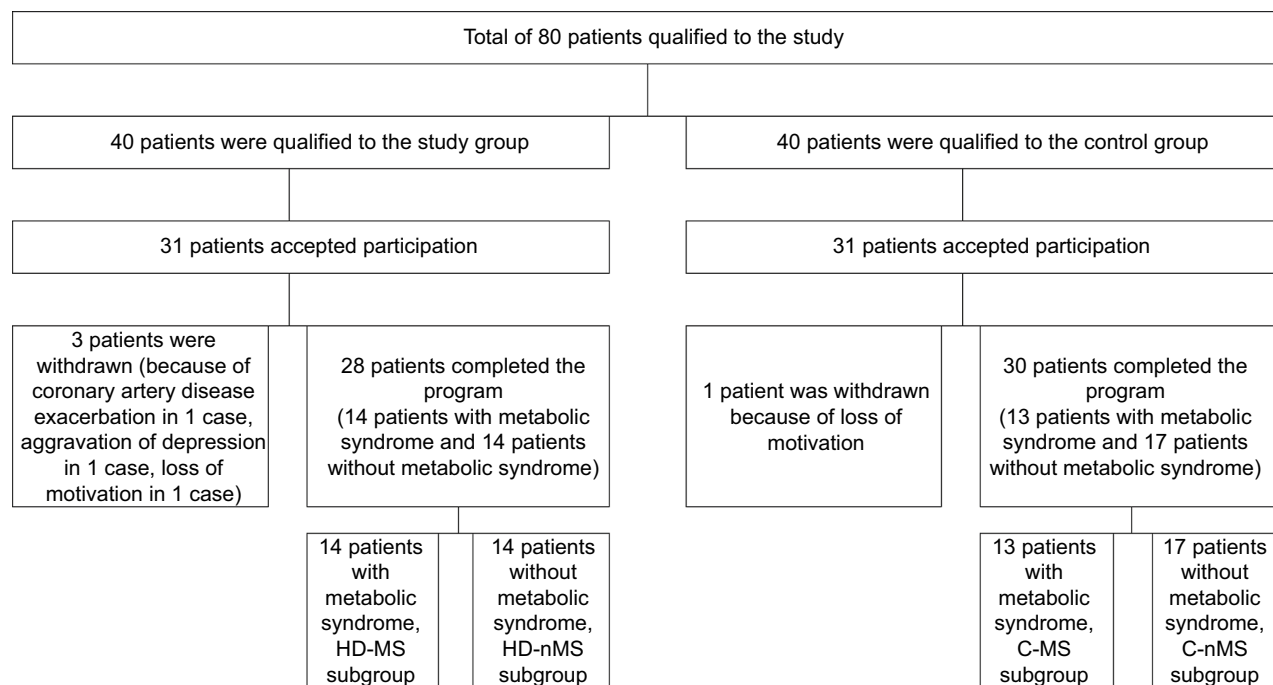 Total of 80 patients qualified to the study
40 patients were qualified to the study group
40 patients were qualified to the control group
31 patients accepted participation
31 patients accepted participation
3 patients were
withdrawn (because of
coronary artery disease
exacerbation in 1 case,
aggravation of depression
in 1 case, loss of
motivation in 1 case)
28 patients completed the
program
(14 patients with metabolic
syndrome and 14 patients
without metabolic syndrome)
1 patient was withdrawn
because of loss of
motivation
30 patients completed the
program
(13 patients with metabolic
syndrome and 17 patients
without metabolic syndrome)
14 patients
with
metabolic
syndrome,
HD-MS
subgroup
14 patients
without
metabolic
syndrome,
HD-nMS
subgroup
13 patients
with
metabolic
syndrome,
C-MS
subgroup
17 patients
without
metabolic
syndrome,
C-nMS
subgroup